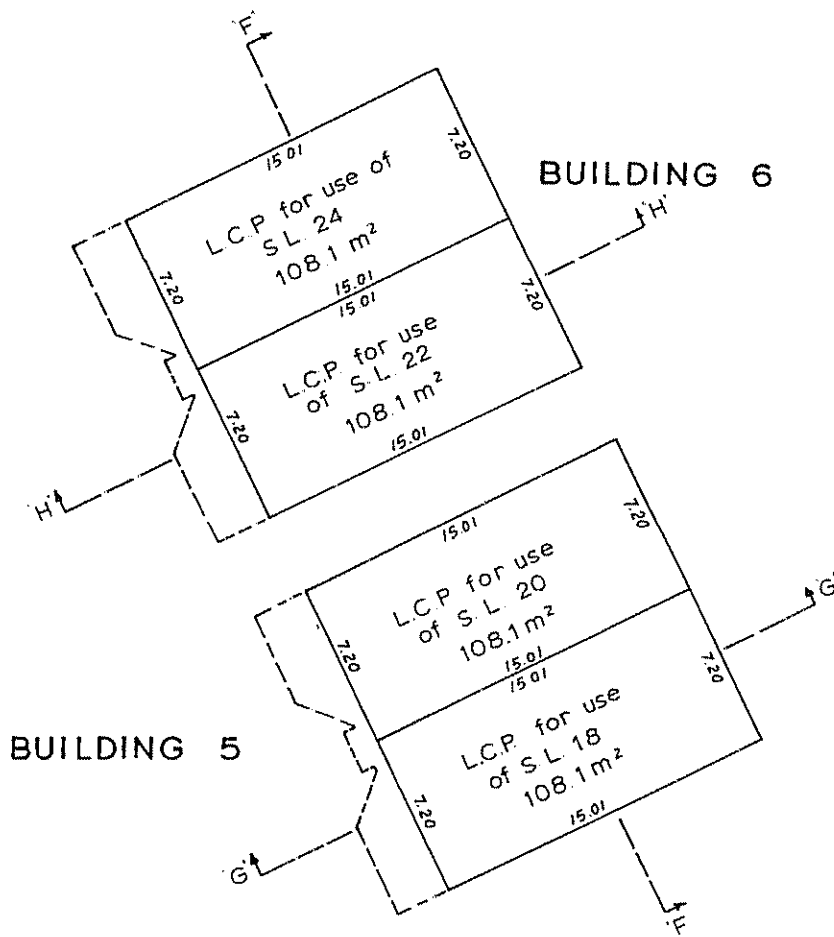 'F'
15.01
7.20
BUILDING 6
L.C.P. for use of
S.L. 24
108.1 m²
'H'
7.20
15.01
15.01
7.20
L.C.P. for use
of S.L. 22
108.1 m²
7.20
15.01
'H'
15.01
7.20
L.C.P. for use
of S.L. 20
108.1 m²
'G'
7.20
15.01
15.01
7.20
BUILDING 5
L.C.P. for use
of S.L. 18
108.1 m²
7.20
15.01
'G'
'F'